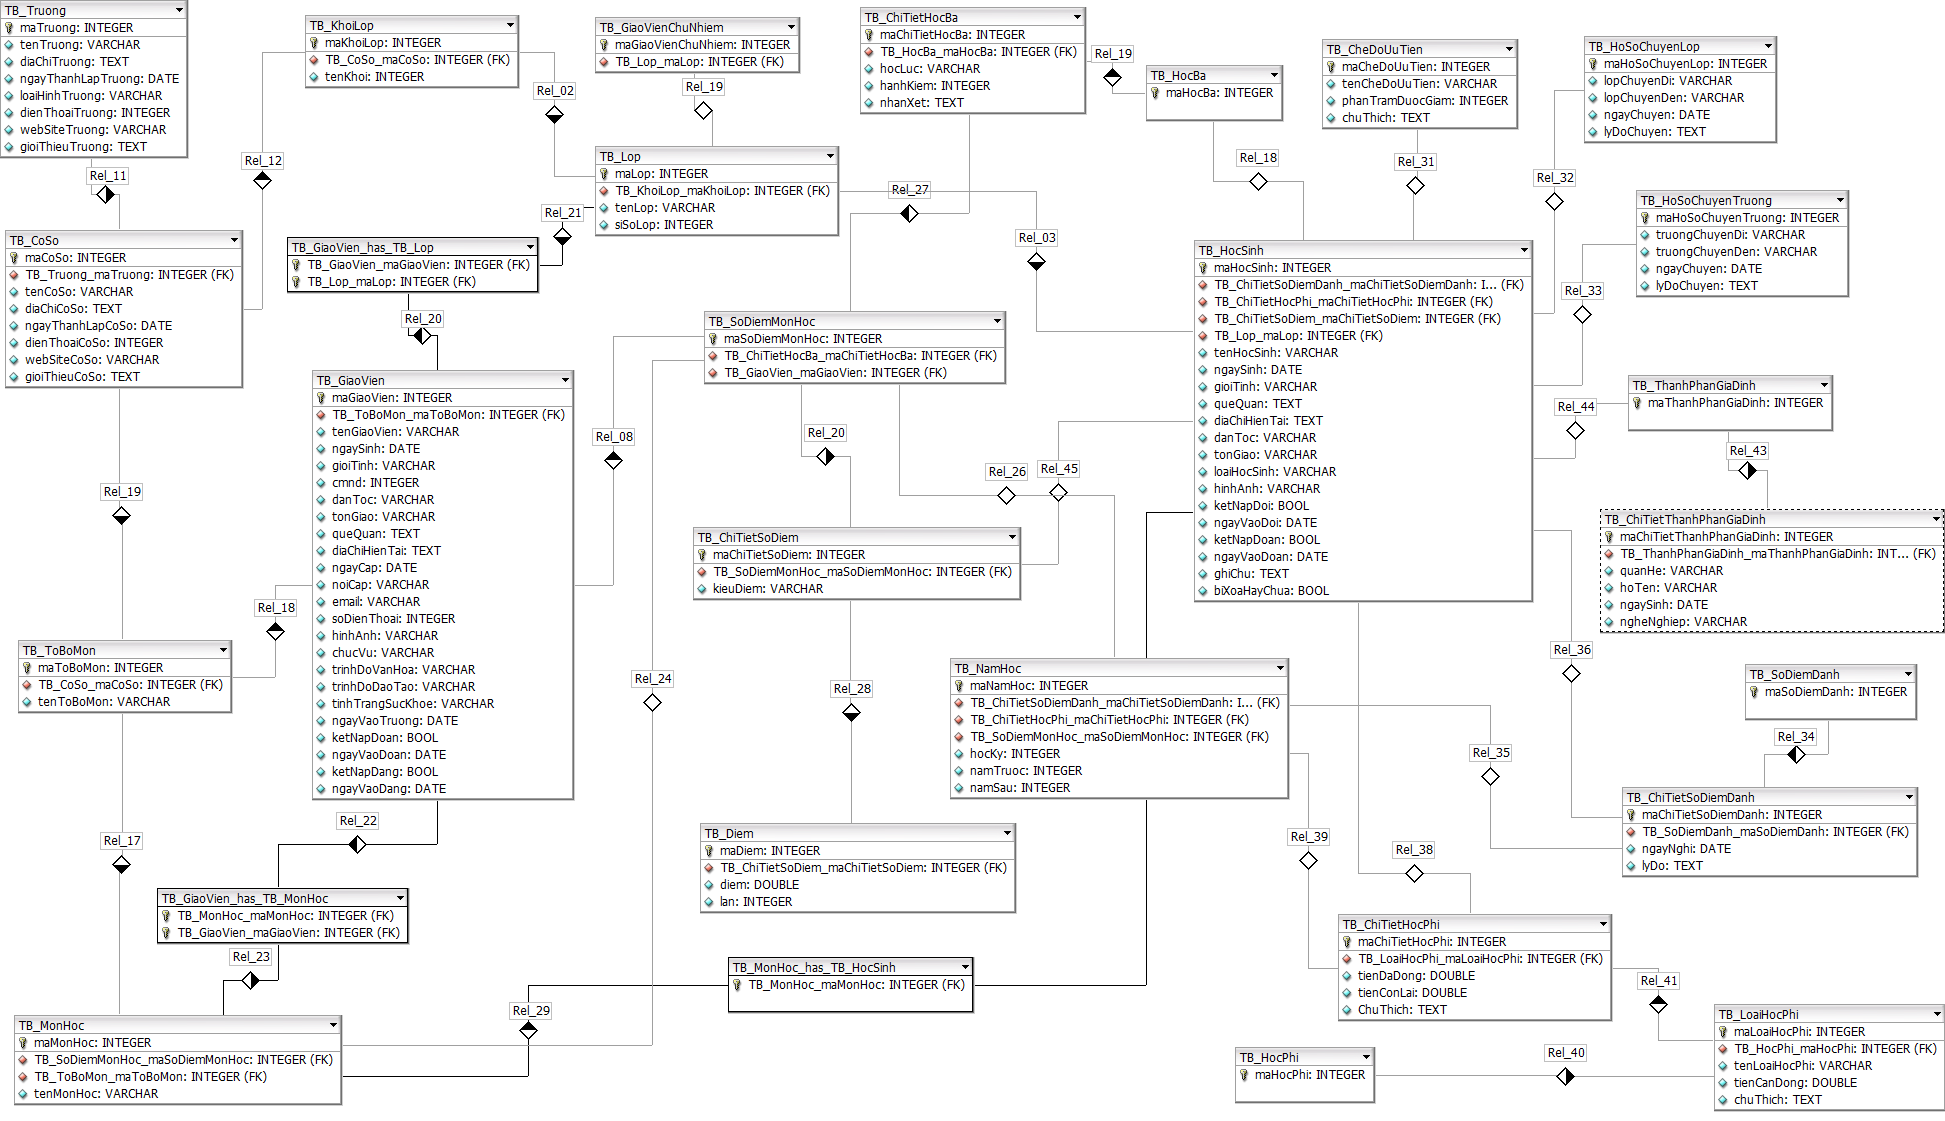 TB_Truong
maTruong: INTEGER
tenTruong: VARCHAR
diaChiTruong: TEXT
ngayThanhLapTruong: DATE
loaiHinhTruong: VARCHAR
dienThoaiTruong: INTEGER
webSiteTruong: VARCHAR
gioiThieuTruong: TEXT
TB_KhoiLop
maKhoiLop: INTEGER
TB_CoSo_maCoSo: INTEGER (FK)
tenKhoi: INTEGER
TB_GiaoVienChuNhiem
maGiaoVienChuNhiem: INTEGER
TB_Lop_maLop: INTEGER (FK)
TB_ChiTietHocBa
maChiTietHocBa: INTEGER
TB_HocBa_maHocBa: INTEGER (FK)
hocLuc: VARCHAR
hanhKiem: INTEGER
nhanXet: TEXT
Rel_19
TB_HocBa
maHocBa: INTEGER
TB_CheDoUuTien
maCheDoUuTien: INTEGER
tenCheDoUuTien: VARCHAR
phanTramDuocGiam: INTEGER
chuThich: TEXT
TB_HoSoChuyenLop
maHoSoChuyenLop: INTEGER
lopChuyenDi: VARCHAR
lopChuyenDen: VARCHAR
ngayChuyen: DATE
lyDoChuyen: TEXT
Rel_02
Rel_19
Rel_11
Rel_12
Rel_18
Rel_31
Rel_32
TB_Lop
maLop: INTEGER
TB_KhoiLop_maKhoiLop: INTEGER (FK)
tenLop: VARCHAR
siSoLop: INTEGER
Rel_27
Rel_21
Rel_03
TB_HoSoChuyenTruong
maHoSoChuyenTruong: INTEGER
truongChuyenDi: VARCHAR
truongChuyenDen: VARCHAR
ngayChuyen: DATE
lyDoChuyen: TEXT
Rel_33
TB_CoSo
maCoSo: INTEGER
TB_Truong_maTruong: INTEGER (FK)
tenCoSo: VARCHAR
diaChiCoSo: TEXT
ngayThanhLapCoSo: DATE
dienThoaiCoSo: INTEGER
webSiteCoSo: VARCHAR
gioiThieuCoSo: TEXT
TB_GiaoVien_has_TB_Lop
TB_GiaoVien_maGiaoVien: INTEGER (FK)
TB_Lop_maLop: INTEGER (FK)
Rel_20
TB_HocSinh
maHocSinh: INTEGER
TB_ChiTietSoDiemDanh_maChiTietSoDiemDanh: I... (FK)
TB_ChiTietHocPhi_maChiTietHocPhi: INTEGER (FK)
TB_ChiTietSoDiem_maChiTietSoDiem: INTEGER (FK)
TB_Lop_maLop: INTEGER (FK)
tenHocSinh: VARCHAR
ngaySinh: DATE
gioiTinh: VARCHAR
queQuan: TEXT
diaChiHienTai: TEXT
danToc: VARCHAR
tonGiao: VARCHAR
loaiHocSinh: VARCHAR
hinhAnh: VARCHAR
ketNapDoi: BOOL
ngayVaoDoi: DATE
ketNapDoan: BOOL
ngayVaoDoan: DATE
ghiChu: TEXT
biXoaHayChua: BOOL
TB_SoDiemMonHoc
maSoDiemMonHoc: INTEGER
TB_ChiTietHocBa_maChiTietHocBa: INTEGER (FK)
TB_GiaoVien_maGiaoVien: INTEGER (FK)
TB_GiaoVien
maGiaoVien: INTEGER
TB_ToBoMon_maToBoMon: INTEGER (FK)
tenGiaoVien: VARCHAR
ngaySinh: DATE
gioiTinh: VARCHAR
cmnd: INTEGER
danToc: VARCHAR
tonGiao: VARCHAR
queQuan: TEXT
diaChiHienTai: TEXT
ngayCap: DATE
noiCap: VARCHAR
email: VARCHAR
soDienThoai: INTEGER
hinhAnh: VARCHAR
chucVu: VARCHAR
trinhDoVanHoa: VARCHAR
trinhDoDaoTao: VARCHAR
tinhTrangSucKhoe: VARCHAR
ngayVaoTruong: DATE
ketNapDoan: BOOL
ngayVaoDoan: DATE
ketNapDang: BOOL
ngayVaoDang: DATE
TB_ThanhPhanGiaDinh
maThanhPhanGiaDinh: INTEGER
Rel_44
Rel_43
Rel_08
Rel_20
Rel_26
Rel_45
Rel_19
TB_ChiTietThanhPhanGiaDinh
maChiTietThanhPhanGiaDinh: INTEGER
TB_ThanhPhanGiaDinh_maThanhPhanGiaDinh: INT... (FK)
quanHe: VARCHAR
hoTen: VARCHAR
ngaySinh: DATE
ngheNghiep: VARCHAR
TB_ChiTietSoDiem
maChiTietSoDiem: INTEGER
TB_SoDiemMonHoc_maSoDiemMonHoc: INTEGER (FK)
kieuDiem: VARCHAR
Rel_18
TB_ToBoMon
maToBoMon: INTEGER
TB_CoSo_maCoSo: INTEGER (FK)
tenToBoMon: VARCHAR
Rel_24
Rel_28
Rel_36
TB_NamHoc
maNamHoc: INTEGER
TB_ChiTietSoDiemDanh_maChiTietSoDiemDanh: I... (FK)
TB_ChiTietHocPhi_maChiTietHocPhi: INTEGER (FK)
TB_SoDiemMonHoc_maSoDiemMonHoc: INTEGER (FK)
hocKy: INTEGER
namTruoc: INTEGER
namSau: INTEGER
TB_SoDiemDanh
maSoDiemDanh: INTEGER
Rel_34
Rel_35
TB_ChiTietSoDiemDanh
maChiTietSoDiemDanh: INTEGER
TB_SoDiemDanh_maSoDiemDanh: INTEGER (FK)
ngayNghi: DATE
lyDo: TEXT
Rel_22
Rel_17
TB_Diem
maDiem: INTEGER
TB_ChiTietSoDiem_maChiTietSoDiem: INTEGER (FK)
diem: DOUBLE
lan: INTEGER
Rel_39
Rel_38
TB_GiaoVien_has_TB_MonHoc
TB_MonHoc_maMonHoc: INTEGER (FK)
TB_GiaoVien_maGiaoVien: INTEGER (FK)
Rel_23
TB_ChiTietHocPhi
maChiTietHocPhi: INTEGER
TB_LoaiHocPhi_maLoaiHocPhi: INTEGER (FK)
tienDaDong: DOUBLE
tienConLai: DOUBLE
ChuThich: TEXT
Rel_41
TB_MonHoc_has_TB_HocSinh
TB_MonHoc_maMonHoc: INTEGER (FK)
Rel_29
TB_MonHoc
maMonHoc: INTEGER
TB_SoDiemMonHoc_maSoDiemMonHoc: INTEGER (FK)
TB_ToBoMon_maToBoMon: INTEGER (FK)
tenMonHoc: VARCHAR
TB_HocPhi
maHocPhi: INTEGER
Rel_40
TB_LoaiHocPhi
maLoaiHocPhi: INTEGER
TB_HocPhi_maHocPhi: INTEGER (FK)
tenLoaiHocPhi: VARCHAR
tienCanDong: DOUBLE
chuThich: TEXT